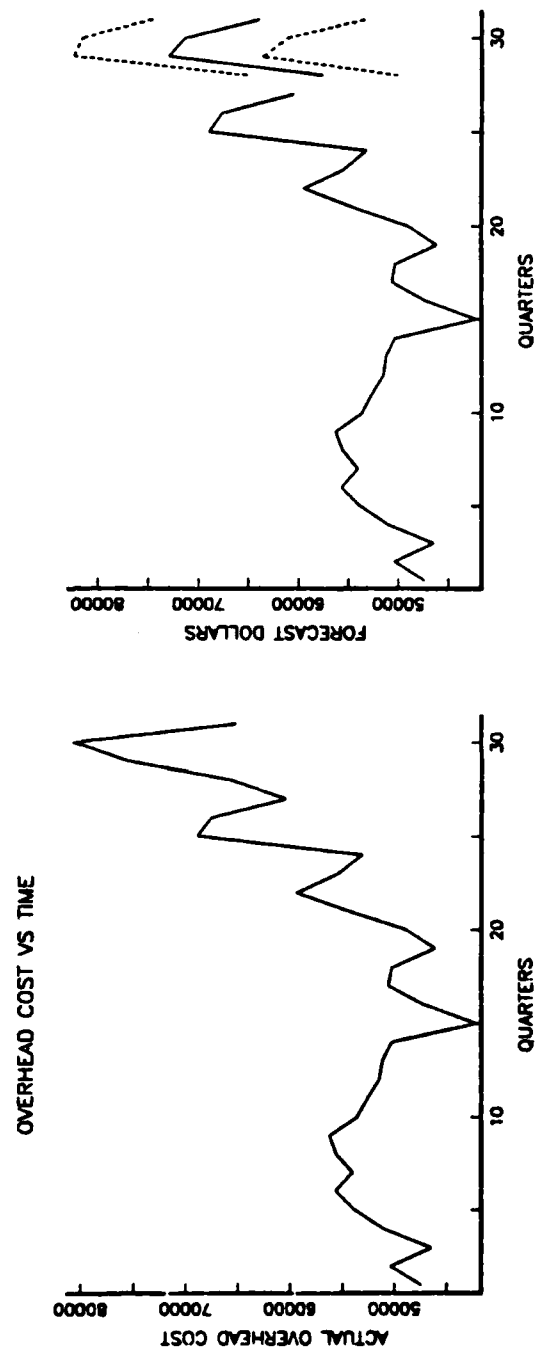 OVERHEAD COST VS TIME
ACTUAL OVERHEAD COST
80000
70000
60000
50000
10
20
30
QUARTERS
FORECAST DOLLARS
80000
70000
60000
50000
10
20
30
QUARTERS